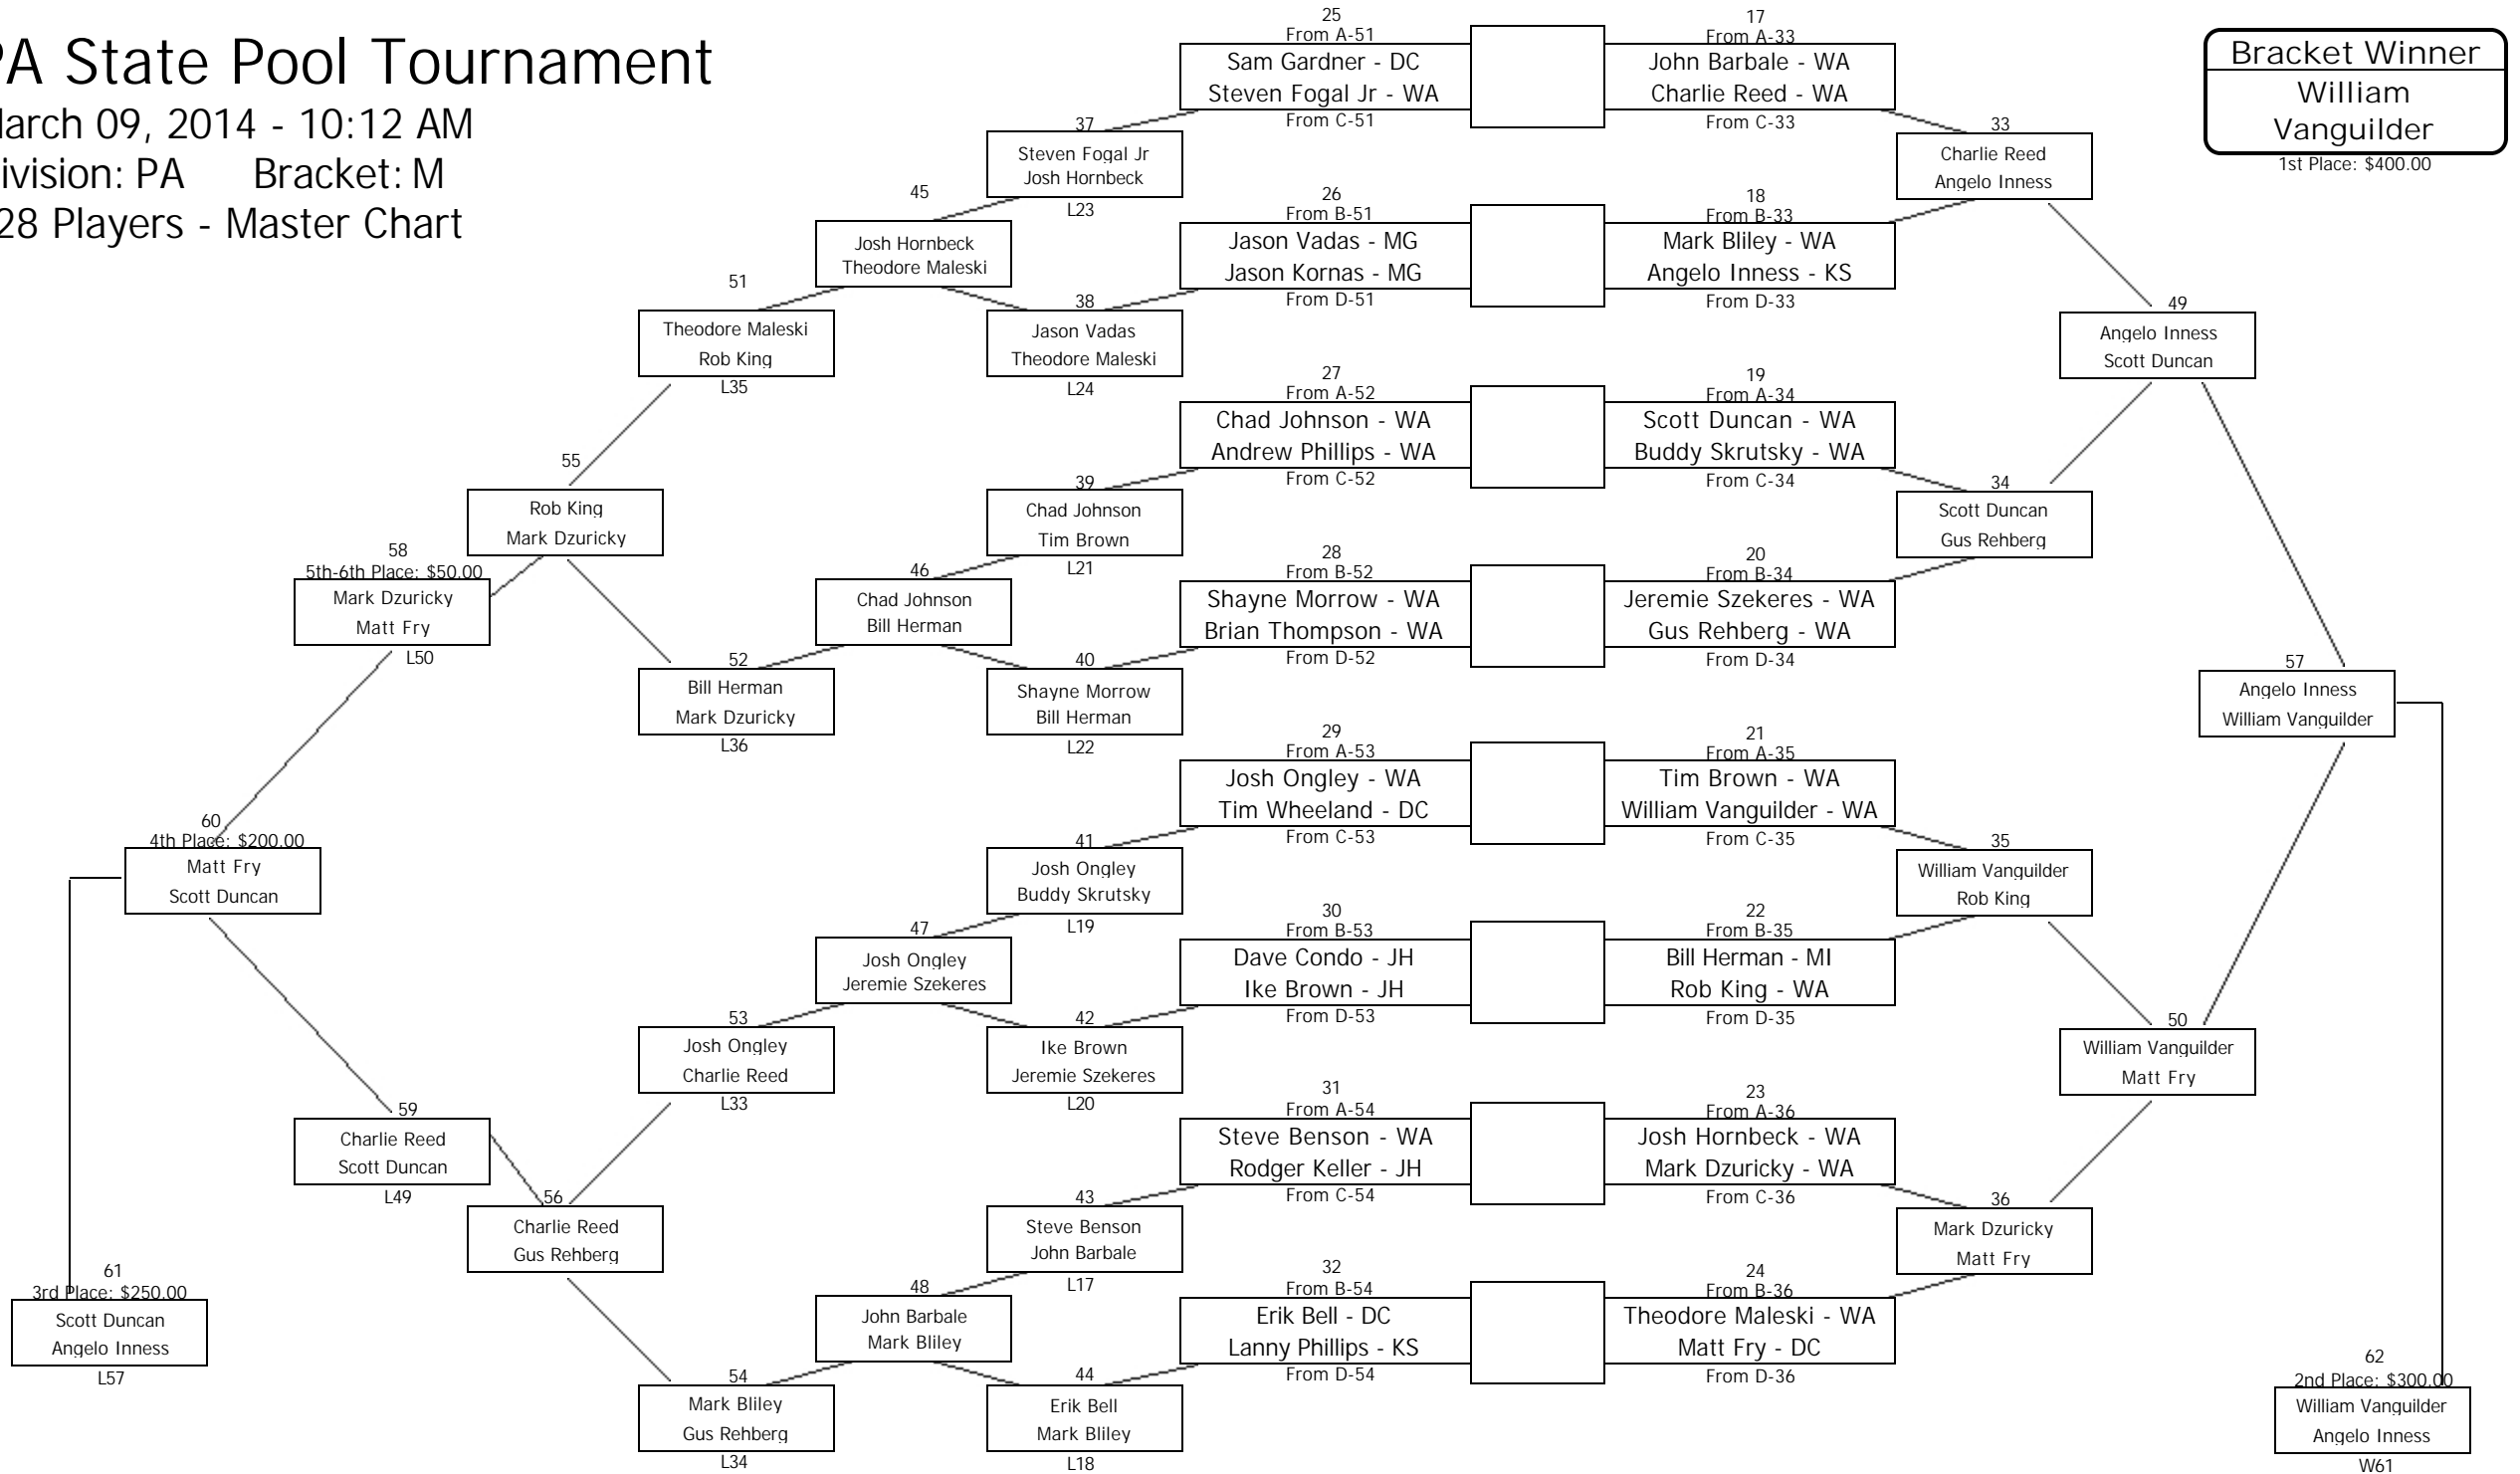 PA State Pool Tournament
March 09, 2014 - 10:12 AM
ivision: PA Bracket: M
28 Players - Master Chart
Bracket Winner
William
Vanguilder
1st Place: $400.00
25
From A-51
Sam Gardner - DC
Steven Fogal Jr - WA
From C-51
17
From A-33
John Barbale - WA
Charlie Reed - WA
From C-33
37
Steven Fogal Jr
Josh Hornbeck
L23
33
Charlie Reed
Angelo Inness
45
Josh Hornbeck
Theodore Maleski
26
From B-51
Jason Vadas - MG
Jason Kornas - MG
From D-51
18
From B-33
Mark Bliley - WA
Angelo Inness - KS
From D-33
51
Theodore Maleski
Rob King
L35
38
Jason Vadas
Theodore Maleski
L24
49
Angelo Inness
Scott Duncan
27
From A-52
Chad Johnson - WA
Andrew Phillips - WA
From C-52
19
From A-34
Scott Duncan - WA
Buddy Skrutsky - WA
From C-34
55
Rob King
Mark Dzuricky
39
Chad Johnson
Tim Brown
L21
34
Scott Duncan
Gus Rehberg
58
5th-6th Place: $50.00
Mark Dzuricky
Matt Fry
L50
46
Chad Johnson
Bill Herman
28
From B-52
Shayne Morrow - WA
Brian Thompson - WA
From D-52
20
From B-34
Jeremie Szekeres - WA
Gus Rehberg - WA
From D-34
52
Bill Herman
Mark Dzuricky
L36
40
Shayne Morrow
Bill Herman
L22
57
Angelo Inness
William Vanguilder
29
From A-53
Josh Ongley - WA
Tim Wheeland - DC
From C-53
21
From A-35
Tim Brown - WA
William Vanguilder - WA
From C-35
60
4th Place: $200.00
Matt Fry
Scott Duncan
41
Josh Ongley
Buddy Skrutsky
L19
35
William Vanguilder
Rob King
47
Josh Ongley
Jeremie Szekeres
30
From B-53
Dave Condo - JH
Ike Brown - JH
From D-53
22
From B-35
Bill Herman - MI
Rob King - WA
From D-35
53
Josh Ongley
Charlie Reed
L33
42
Ike Brown
Jeremie Szekeres
L20
50
William Vanguilder
Matt Fry
59
Charlie Reed
Scott Duncan
L49
31
From A-54
Steve Benson - WA
Rodger Keller - JH
From C-54
23
From A-36
Josh Hornbeck - WA
Mark Dzuricky - WA
From C-36
56
Charlie Reed
Gus Rehberg
43
Steve Benson
John Barbale
L17
36
Mark Dzuricky
Matt Fry
61
3rd Place: $250.00
Scott Duncan
Angelo Inness
L57
48
John Barbale
Mark Bliley
32
From B-54
Erik Bell - DC
Lanny Phillips - KS
From D-54
24
From B-36
Theodore Maleski - WA
Matt Fry - DC
From D-36
54
Mark Bliley
Gus Rehberg
L34
44
Erik Bell
Mark Bliley
L18
62
2nd Place: $300.00
William Vanguilder
Angelo Inness
W61